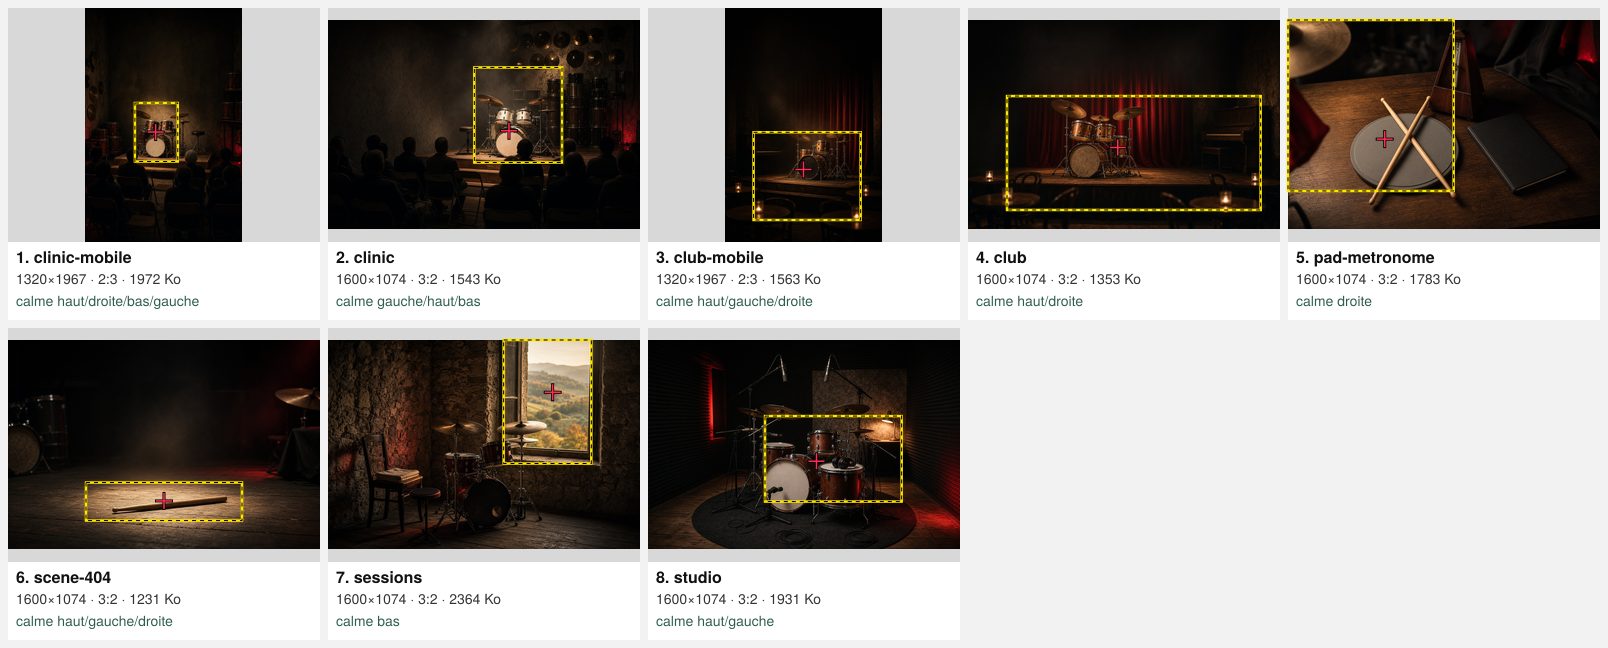 1. clinic-mobile
1320×1967 · 2:3 · 1972 Ko
calme haut/droite/bas/gauche
2. clinic
1600×1074 · 3:2 · 1543 Ko
calme gauche/haut/bas
3. club-mobile
1320×1967 · 2:3 · 1563 Ko
calme haut/gauche/droite
4. club
1600×1074 · 3:2 · 1353 Ko
calme haut/droite
5. pad-metronome
1600×1074 · 3:2 · 1783 Ko
calme droite
6. scene-404
1600×1074 · 3:2 · 1231 Ko
calme haut/gauche/droite
7. sessions
1600×1074 · 3:2 · 2364 Ko
calme bas
8. studio
1600×1074 · 3:2 · 1931 Ko
calme haut/gauche